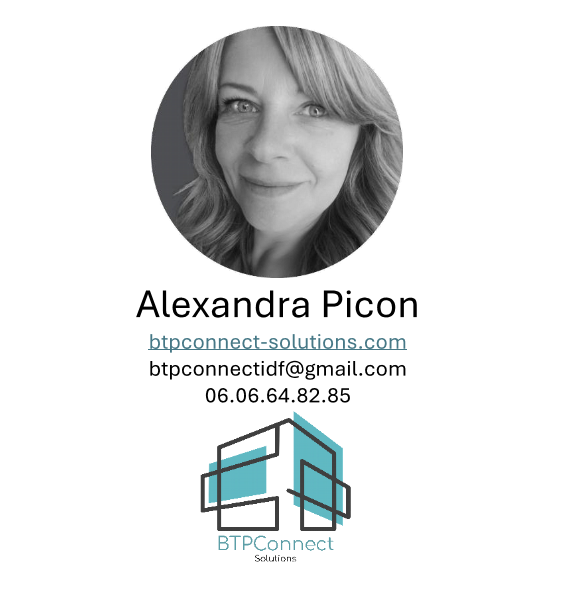 Alexandra Picon
btpconnect-solutions.com
btpconnectidf@gmail.com
06.06.64.82.85
BTPConnect
Solutions